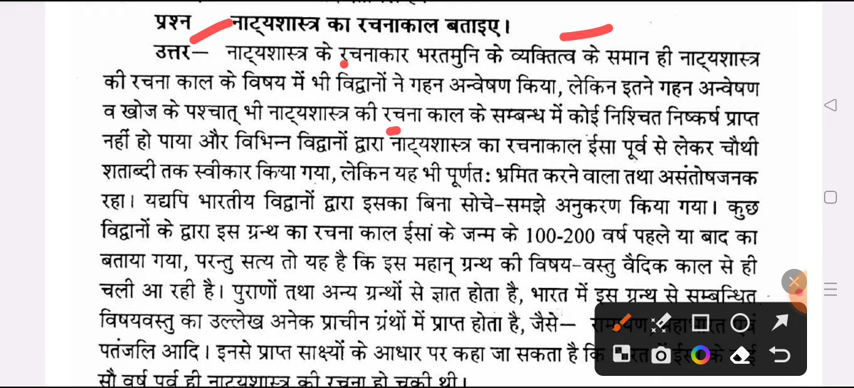 प्रश्न नाट्यशास्त्र का रचनाकाल बताइए।
उत्तर— नाट्यशास्त्र के रचनाकार भरतमुनि के व्यक्तित्व के समान ही नाट्यशास्त्र
की रचना काल के विषय में भी विद्वानों ने गहन अन्वेषण किया, लेकिन इतने गहन अन्वेषण
व खोज के पश्चात् भी नाट्यशास्त्र की रचना काल के सम्बन्ध में कोई निश्चित निष्कर्ष प्राप्त
नहीं हो पाया और विभिन्न विद्वानों द्वारा नाट्यशास्त्र का रचनाकाल ईसा पूर्व से लेकर चौथी
शताब्दी तक स्वीकार किया गया, लेकिन यह भी पूर्णत: भ्रमित करने वाला तथा असंतोषजनक
रहा। यद्यपि भारतीय विद्वानों द्वारा इसका बिना सोचे-समझे अनुकरण किया गया। कुछ
विद्वानों के द्वारा इस ग्रन्थ का रचना काल ईसां के जन्म के 100-200 वर्ष पहले या बाद का
बताया गया, परन्तु सत्य तो यह है कि इस महान् ग्रन्थ की विषय-वस्तु वैदिक काल से ही
चली आ रही है। पुराणों तथा अन्य ग्रन्थों से ज्ञात होता है, भारत में इस ग्रन्थ से सम्बन्धित
विषयवस्तु का उल्लेख अनेक प्राचीन ग्रंथों में प्राप्त होता है, जैसे—
पतंजलि आदि। इनसे प्राप्त साक्ष्यों के आधार पर कहा जा सकता है कि
सौ वर्ष पूर्व ही नाट्यशास्त्र की रचना हो चुकी थी।